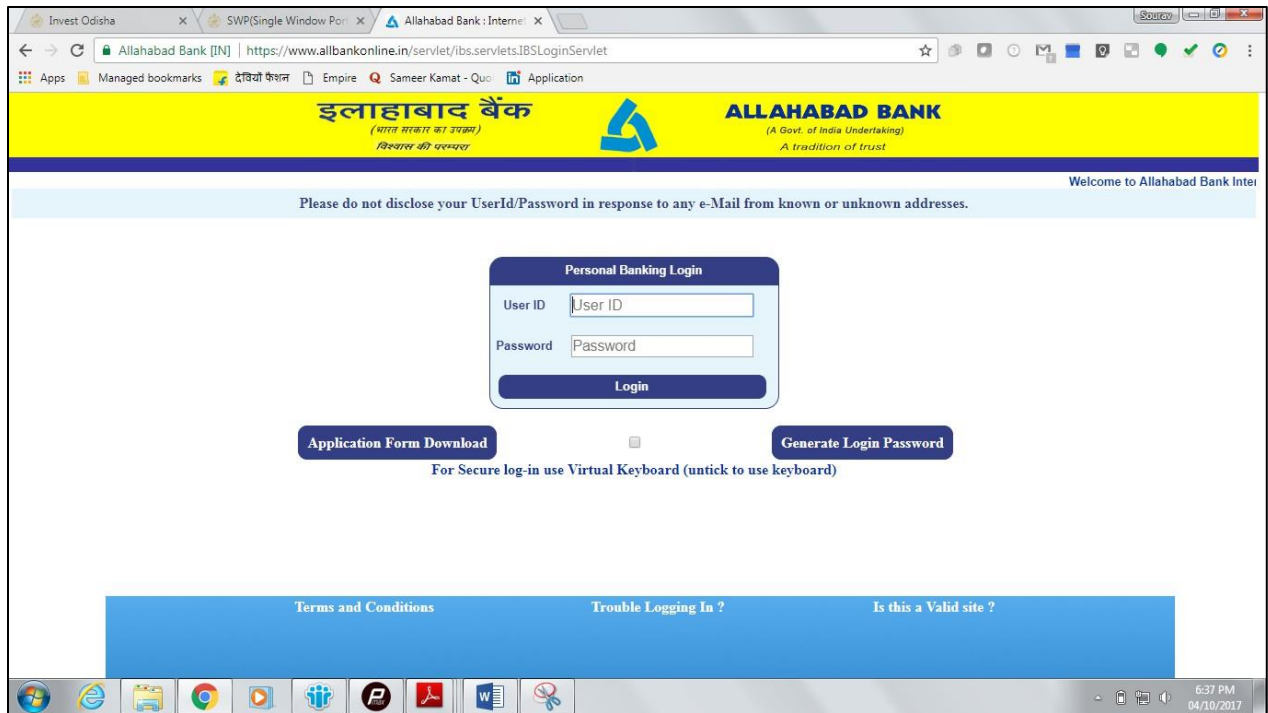 Invest Odisha
SWP(Single Window Por
Allahabad Bank : Interne
Sourav
Allahabad Bank [IN] | https://www.allbankonline.in/servlet/ibs.servlets.IBSLoginServlet
Apps Managed bookmarks देवियों फैशन Empire Sameer Kamat - Quo Application
इलाहाबाद बैंक
(भारत सरकार का उपक्रम)
विश्वास की परम्परा
ALLAHABAD BANK
(A Govt. of India Undertaking)
A tradition of trust
Welcome to Allahabad Bank Inter
Please do not disclose your UserId/Password in response to any e-Mail from known or unknown addresses.
Personal Banking Login
User ID User ID
Password Password
Login
Application Form Download Generate Login Password
For Secure log-in use Virtual Keyboard (untick to use keyboard)
Terms and Conditions Trouble Logging In ? Is this a Valid site ?
6:37 PM
04/10/2017